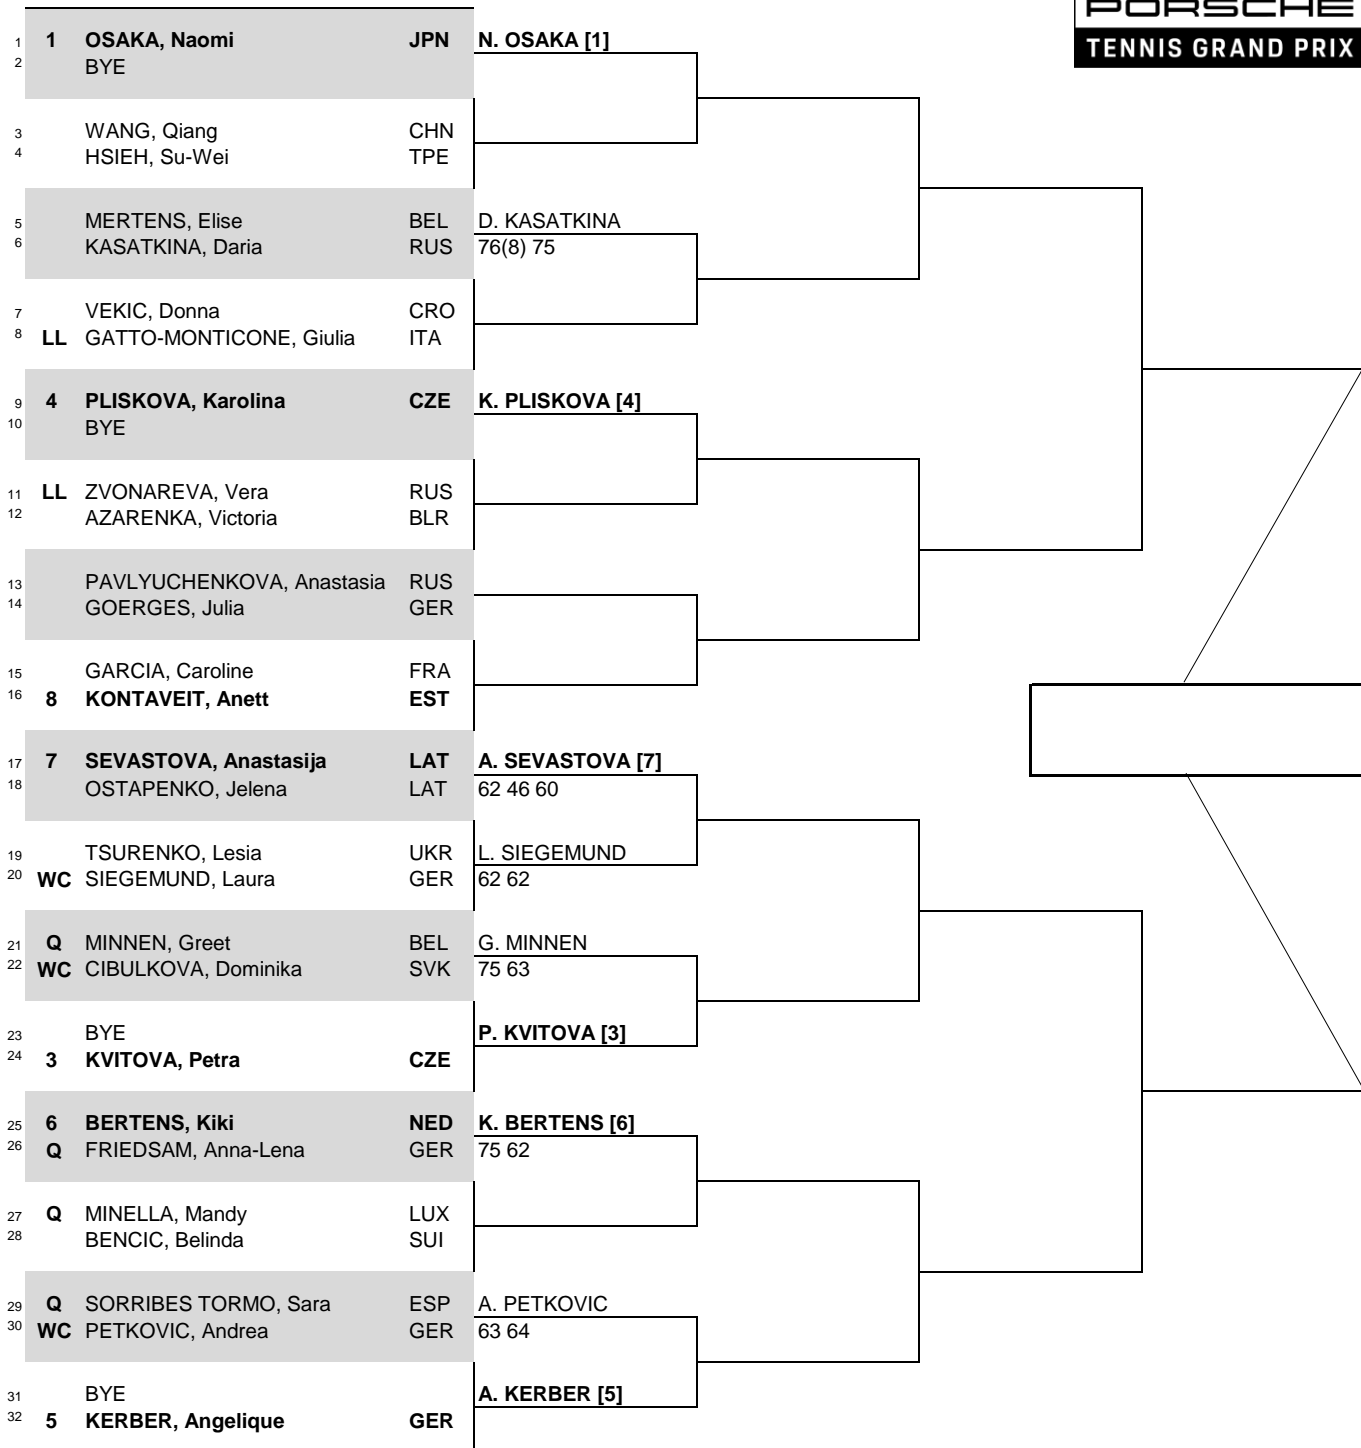 PORSCHE
TENNIS GRAND PRIX
1 1 OSAKA, Naomi JPN N. OSAKA [1]
2 BYE
3 WANG, Qiang CHN
4 HSIEH, Su-Wei TPE
5 MERTENS, Elise BEL D. KASATKINA
6 KASATKINA, Daria RUS 76(8) 75
7 VEKIC, Donna CRO
8 LL GATTO-MONTICONE, Giulia ITA
9 4 PLISKOVA, Karolina CZE K. PLISKOVA [4]
10 BYE
11 LL ZVONAREVA, Vera RUS
12 AZARENKA, Victoria BLR
13 PAVLYUCHENKOVA, Anastasia RUS
14 GOERGES, Julia GER
15 GARCIA, Caroline FRA
16 8 KONTAVEIT, Anett EST
17 7 SEVASTOVA, Anastasija LAT A. SEVASTOVA [7]
18 OSTAPENKO, Jelena LAT 62 46 60
19 TSURENKO, Lesia UKR L. SIEGEMUND
20 WC SIEGEMUND, Laura GER 62 62
21 Q MINNEN, Greet BEL G. MINNEN
22 WC CIBULKOVA, Dominika SVK 75 63
23 BYE P. KVITOVA [3]
24 3 KVITOVA, Petra CZE
25 6 BERTENS, Kiki NED K. BERTENS [6]
26 Q FRIEDSAM, Anna-Lena GER 75 62
27 Q MINELLA, Mandy LUX
28 BENCIC, Belinda SUI
29 Q SORRIBES TORMO, Sara ESP A. PETKOVIC
30 WC PETKOVIC, Andrea GER 63 64
31 BYE A. KERBER [5]
32 5 KERBER, Angelique GER